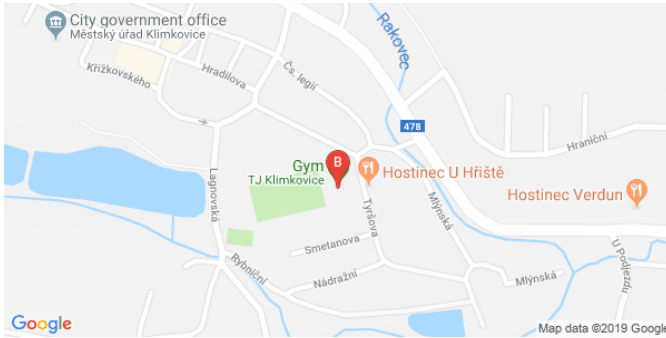 City government office
Městský úřad Klimkovice
Křížkovského
Hradilova
Čs. legií
Rakovec
478
Hraniční
Gym
TJ Klimkovice
B
Hostinec U Hřiště
Hostinec Verdun
Lagnovská
Tyršova
Mlýnská
Smetanova
Rybniční
Nádražní
Mlýnská
U Podjezdu
Google
Map data ©2019 Google